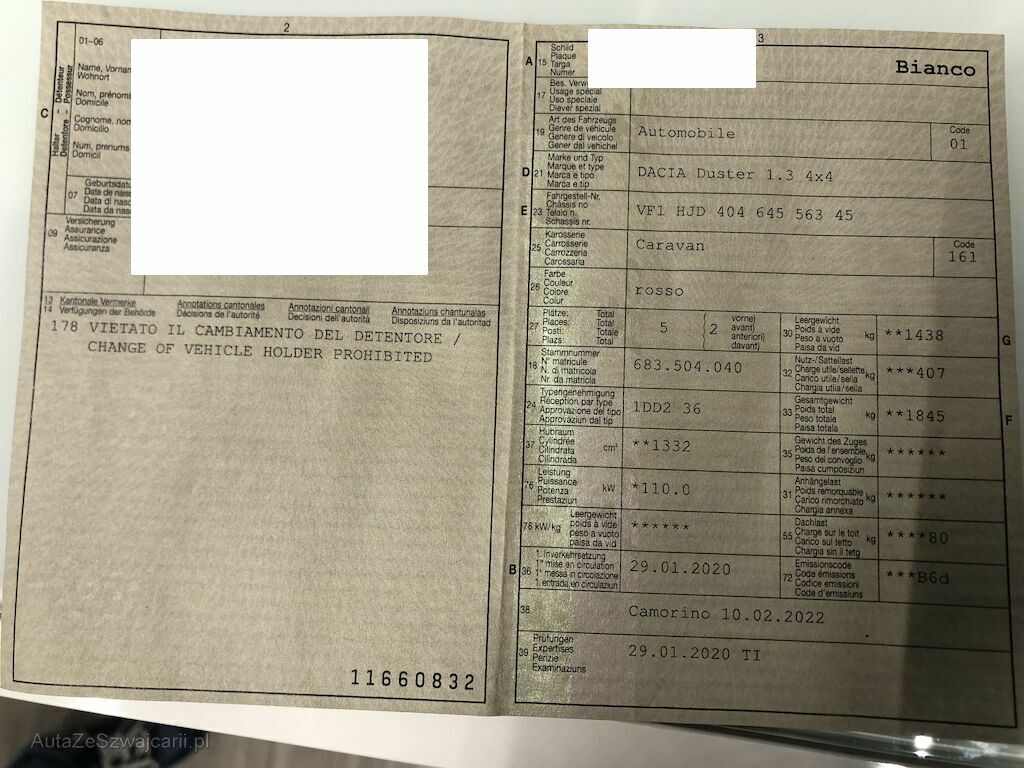 2
01-06
Name, Vornam
Wohnort
Nom, prénoms
Domicile
Cognome, nom
Domicilio
Num, prenums
Domicil
C
Halter - Détenteur
Detentore - Possessur
07
Geburtsdatu
Date de nais
Data di nasc
Data da nas
09
Versicherung
Assurance
Assicurazione
Assicuranza
13 Kantonale Vermerke Annotations cantonales Annotazioni cantonali Annotaziuns chantunalas
14 Verfügungen der Behörde Décisions de l'autorité Decisioni dell'autorità Disposiziuns da l'autoritad
178 VIETATO IL CAMBIAMENTO DEL DETENTORE /
CHANGE OF VEHICLE HOLDER PROHIBITED
11660832
3
A 15
Schild
Plaque
Targa
Numer
Bianco
17
Bes. Verwe
Usage spécial
Uso speciale
Diever spezial
19
Art des Fahrzeugs
Genre de véhicule
Genere di veicolo
Gener dal vehichel
Automobile
Code
01
D 21
Marke und Typ
Marque et type
Marca e tipo
Marca e tip
DACIA Duster 1.3 4x4
E 23
Fahrgestell-Nr.
Châssis no
Telaio n.
Schassis nr.
VF1 HJD 404 645 563 45
25
Karosserie
Carrosserie
Carrozzeria
Carossaria
Caravan
Code
161
26
Farbe
Couleur
Colore
Colur
rosso
27
Plätze: Total
Places: Total
Posti: Totale
Plazs: Total
5
2
vorne)
avant)
anteriori)
davant)
30
Leergewicht
Poids à vide
Peso a vuoto
Paisa da vid
kg
**1438
G
18
Stammnummer
N° matricule
N. di matricola
Nr. da matricla
683.504.040
32
Nutz-/Sattellast
Charge utile/sellette
Carico utile/sella
Chargia utila/sella
kg
***407
24
Typengenehmigung
Réception par type
Approvazione del tipo
Approvaziun dal tip
1DD2 36
33
Gesamtgewicht
Poids total
Peso totale
Paisa totala
kg
**1845
F
37
Hubraum
Cylindrée
Cilindrata
Cilindrada
cm³
**1332
35
Gewicht des Zuges
Poids de l'ensemble
Peso del convoglio
Paisa cumposiziun
kg
******
76
Leistung
Puissance
Potenza
Prestaziun
kW
*110.0
31
Anhängelast
Poids remorquable
Carico rimorchiato
Chargia annexa
kg
******
78 kW/kg
Leergewicht
poids à vide
peso a vuoto
paisa da vid
******
55
Dachlast
Charge sur le toit
Carico sul tetto
Chargia sin il tetg
kg
****80
B 36
1. Inverkehrsetzung
1re mise en circulation
1a messa in circolazione
1. entrada en circulaziun
29.01.2020
72
Emissionscode
Code émissions
Codice emissioni
Code d'emissiuns
***B6d
38
Camorino 10.02.2022
39
Prüfungen
Expertises
Perizie
Examinaziuns
29.01.2020 TI
AutaZeSzwajcarii.pl